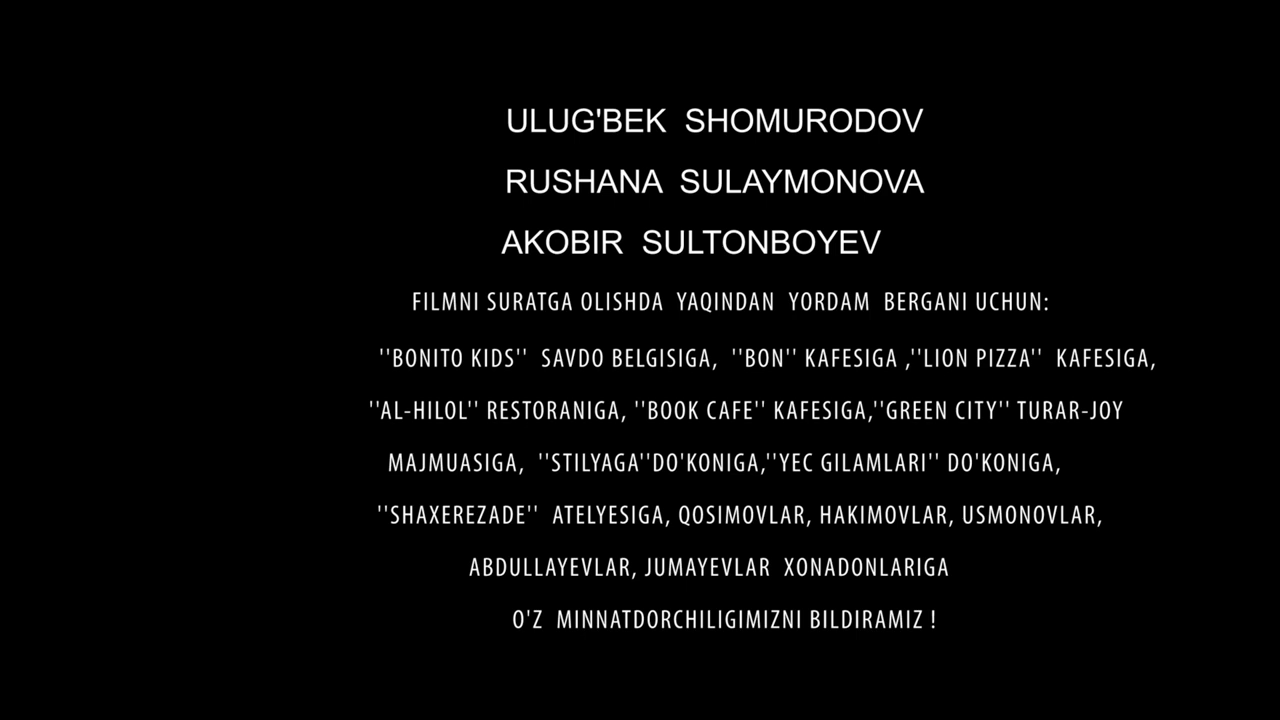 ULUG'BEK SHOMURODOV
RUSHANA SULAYMONOVA
AKOBIR SULTONBOYEV
FILMNI SURATGA OLISHDA YAQINDAN YORDAM BERGANI UCHUN:
''BONITO KIDS'' SAVDO BELGISIGA, ''BON'' KAFESIGA ,''LION PIZZA'' KAFESIGA,
''AL-HILOL'' RESTORANIGA, ''BOOK CAFE'' KAFESIGA,''GREEN CITY'' TURAR-JOY
MAJMUASIGA, ''STILYAGA''DO'KONIGA,''YEC GILAMLARI'' DO'KONIGA,
''SHAXEREZADE'' ATELYESIGA, QOSIMOVLAR, HAKIMOVLAR, USMONOVLAR,
ABDULLAYEVLAR, JUMAYEVLAR XONADONLARIGA
O'Z MINNATDORCHILIGIMIZNI BILDIRAMIZ !